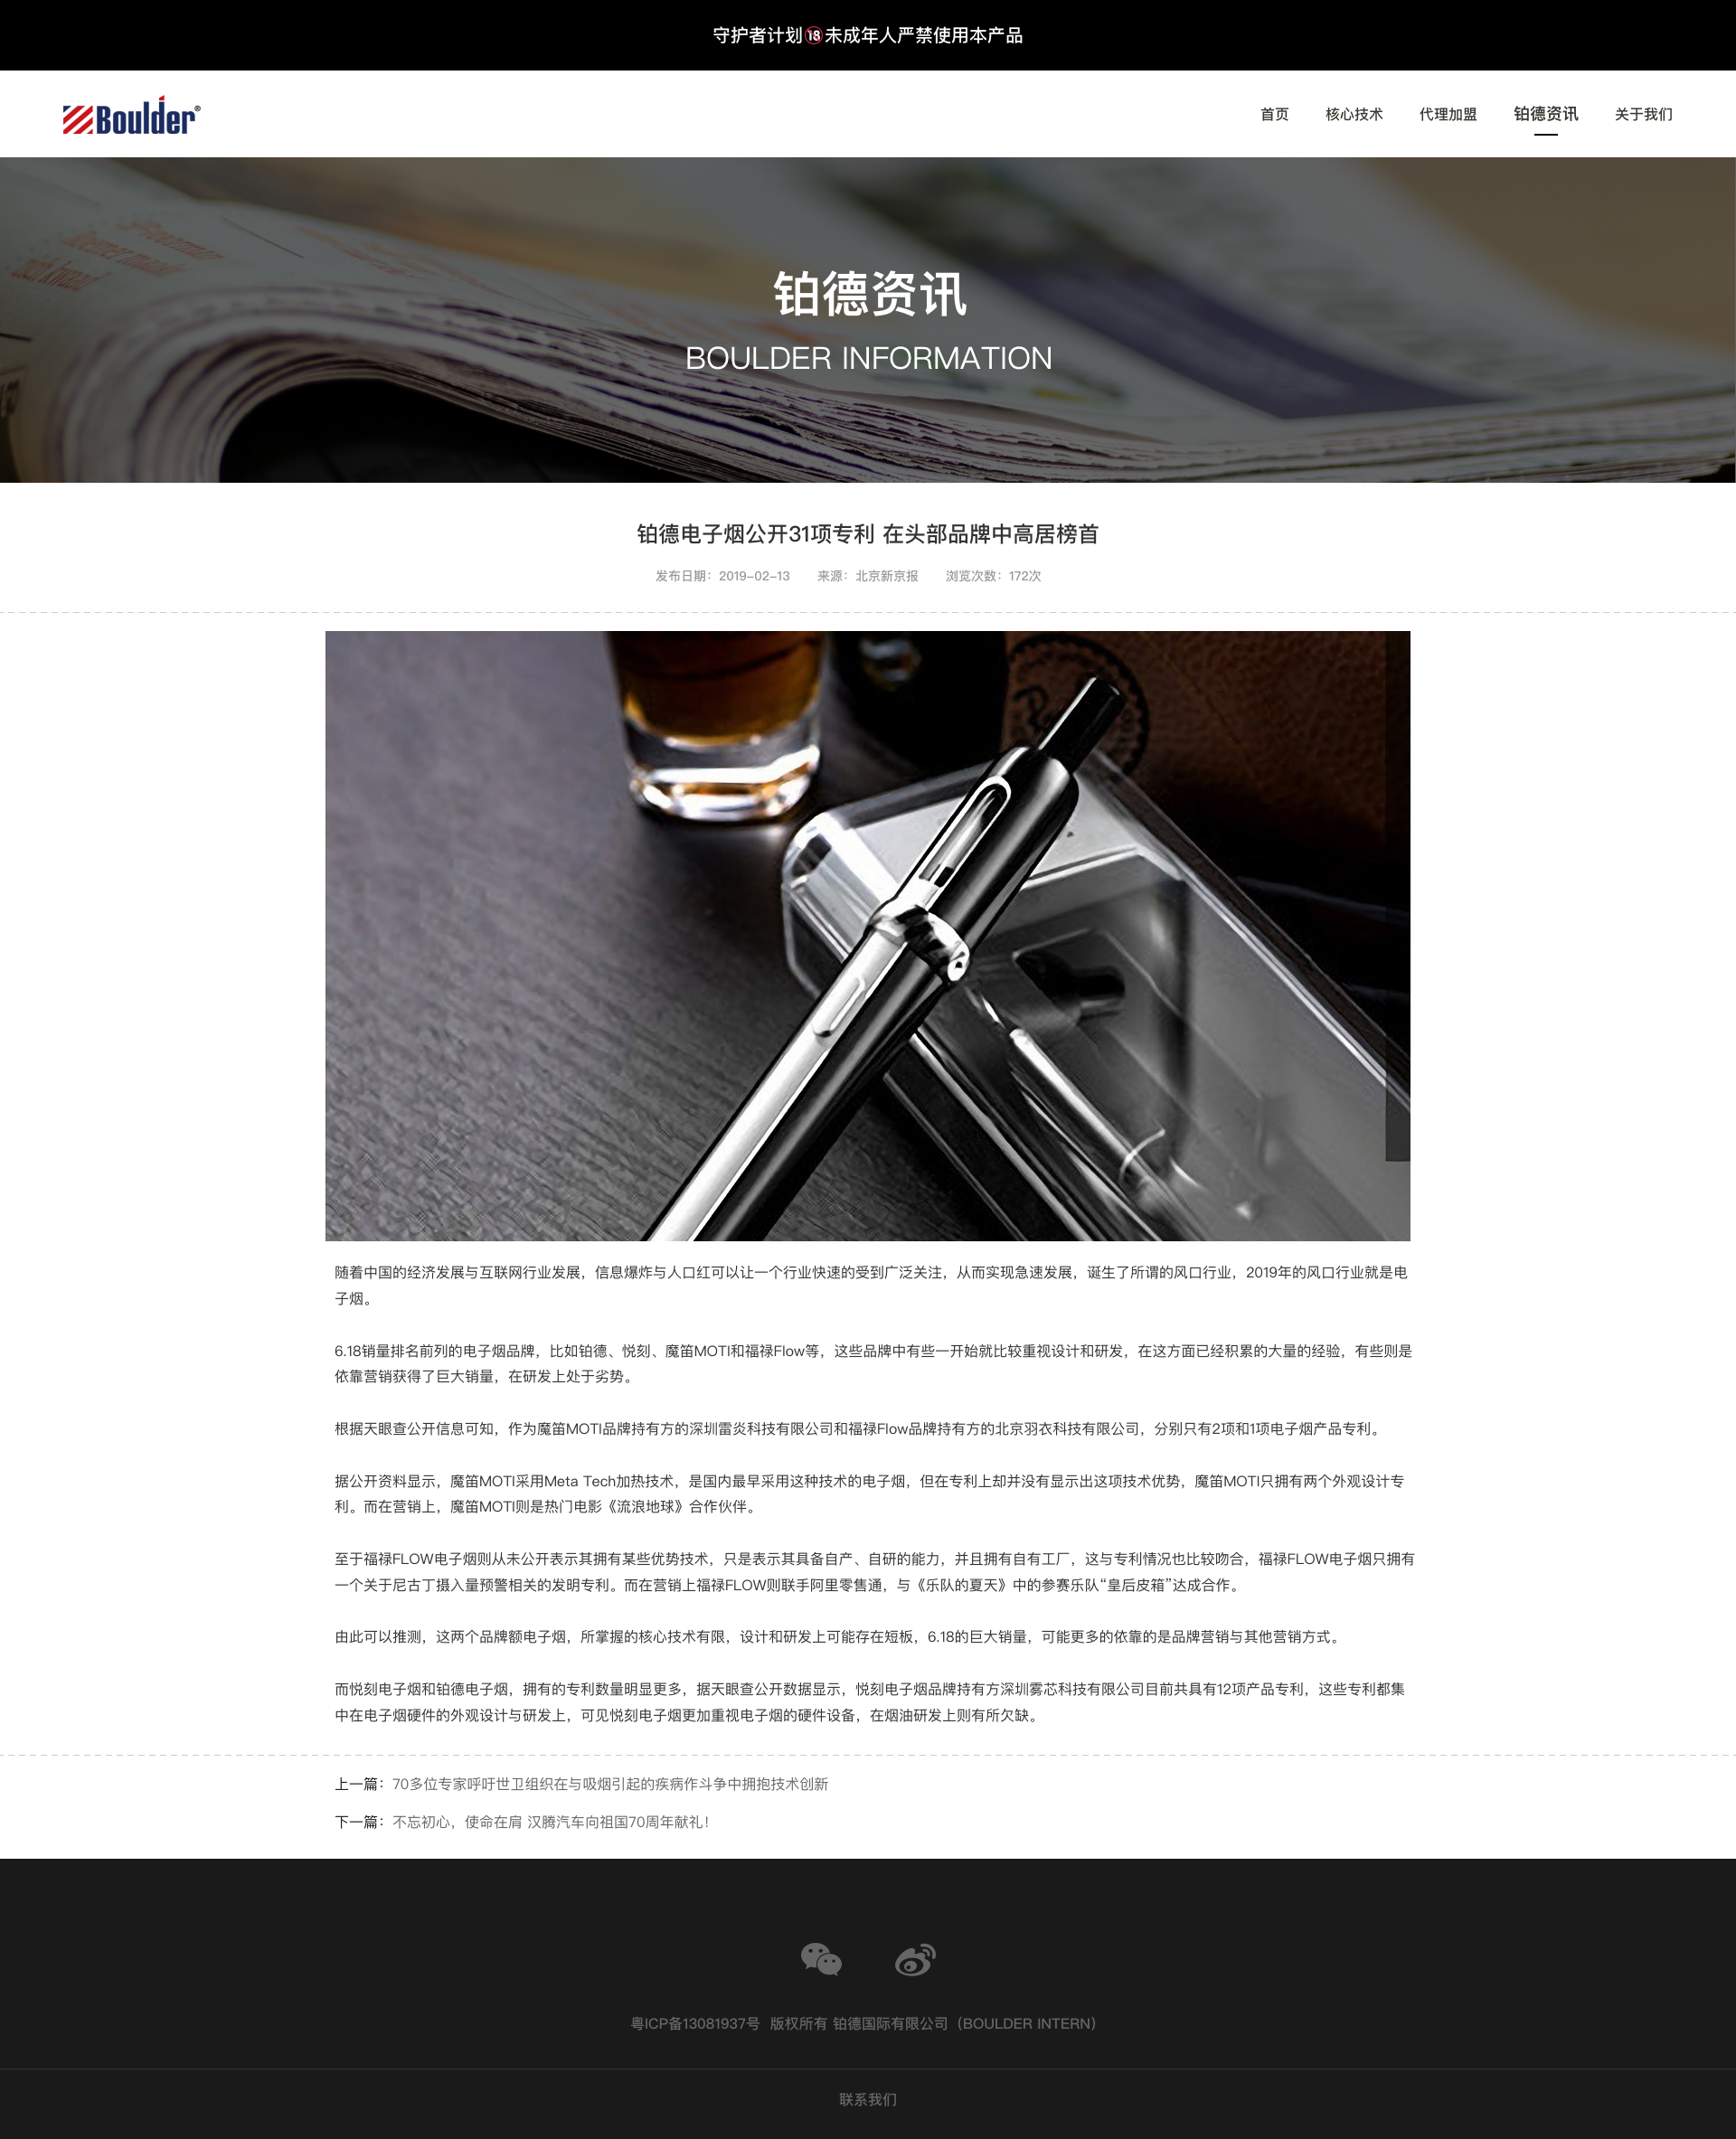 守护者计划🔞未成年人严禁使用本产品
Boulder®
首页 核心技术 代理加盟 铂德资讯 关于我们
铂德资讯
BOULDER INFORMATION
铂德电子烟公开31项专利 在头部品牌中高居榜首
发布日期：2019-02-13 来源：北京新京报 浏览次数：172次
随着中国的经济发展与互联网行业发展，信息爆炸与人口红可以让一个行业快速的受到广泛关注，从而实现急速发展，诞生了所谓的风口行业，2019年的风口行业就是电
子烟。
6.18销量排名前列的电子烟品牌，比如铂德、悦刻、魔笛MOTI和福禄Flow等，这些品牌中有些一开始就比较重视设计和研发，在这方面已经积累的大量的经验，有些则是
依靠营销获得了巨大销量，在研发上处于劣势。
根据天眼查公开信息可知，作为魔笛MOTI品牌持有方的深圳雷炎科技有限公司和福禄Flow品牌持有方的北京羽衣科技有限公司，分别只有2项和1项电子烟产品专利。
据公开资料显示，魔笛MOTI采用Meta Tech加热技术，是国内最早采用这种技术的电子烟，但在专利上却并没有显示出这项技术优势，魔笛MOTI只拥有两个外观设计专
利。而在营销上，魔笛MOTI则是热门电影《流浪地球》合作伙伴。
至于福禄FLOW电子烟则从未公开表示其拥有某些优势技术，只是表示其具备自产、自研的能力，并且拥有自有工厂，这与专利情况也比较吻合，福禄FLOW电子烟只拥有
一个关于尼古丁摄入量预警相关的发明专利。而在营销上福禄FLOW则联手阿里零售通，与《乐队的夏天》中的参赛乐队“皇后皮箱”达成合作。
由此可以推测，这两个品牌额电子烟，所掌握的核心技术有限，设计和研发上可能存在短板，6.18的巨大销量，可能更多的依靠的是品牌营销与其他营销方式。
而悦刻电子烟和铂德电子烟，拥有的专利数量明显更多，据天眼查公开数据显示，悦刻电子烟品牌持有方深圳雾芯科技有限公司目前共具有12项产品专利，这些专利都集
中在电子烟硬件的外观设计与研发上，可见悦刻电子烟更加重视电子烟的硬件设备，在烟油研发上则有所欠缺。
上一篇：70多位专家呼吁世卫组织在与吸烟引起的疾病作斗争中拥抱技术创新
下一篇：不忘初心，使命在肩 汉腾汽车向祖国70周年献礼！
粤ICP备13081937号 版权所有 铂德国际有限公司（BOULDER INTERN）
联系我们